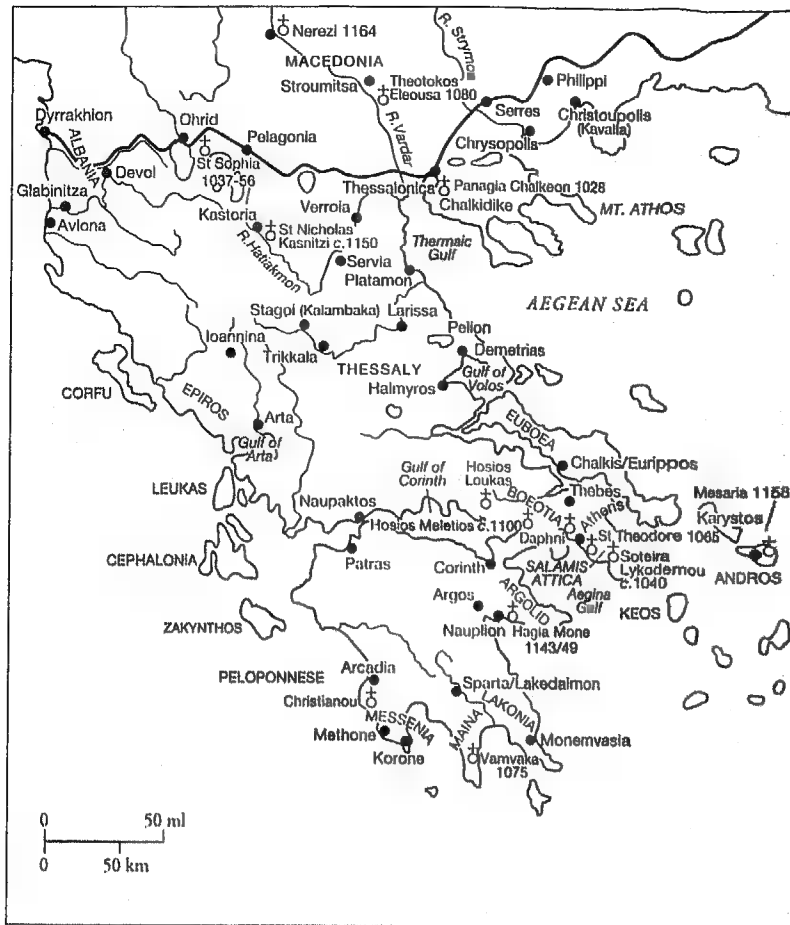 Nerezi 1164
MACEDONIA
R. Strymon
Stroumitsa
Theotokos
Eleousa 1080
Philippi
Serres
Christoupolis
(Kavalla)
Chrysopolis
R. Vardar
Dyrrakhion
Ohrid
Pelagonia
ALBANIA
St Sophia
1037-56
Devol
Thessalonica
Panagia Chalkeon 1028
Chalkidike
MT. ATHOS
Glabinitza
Avlona
Kastoria
Verroia
St Nicholas
Kasnitzi c.1150
R. Haliakmon
Servia
Platamon
Thermaic
Gulf
AEGEAN SEA
Stagoi (Kalambaka)
Larissa
Ioannina
Trikkala
Pelion
Demetrias
THESSALY
Gulf of
Volos
Halmyros
CORFU
EPIROS
Arta
Gulf of
Arta
EUBOEA
Chalkis/Eurippos
LEUKAS
Gulf of
Corinth
Hosios
Loukas
BOEOTIA
Thebes
Mesaria 1158
Karystos
Naupaktos
Hosios Meletios c.1100
Athens
St Theodore 1065
Daphni
CEPHALONIA
Patras
Corinth
SALAMIS
ATTICA
Soteira
Lykodemou
c.1040
ANDROS
Argos
ARGOLID
Aegina
Gulf
KEOS
ZAKYNTHOS
Nauplion
Hagia Mone
1143/49
PELOPONNESE
Arcadia
Sparta/Lakedaimon
Christianou
MESSENIA
MAINA
LAKONIA
Methone
Korone
Monemvasia
Vamvaka
1075
0
50 ml
0
50 km